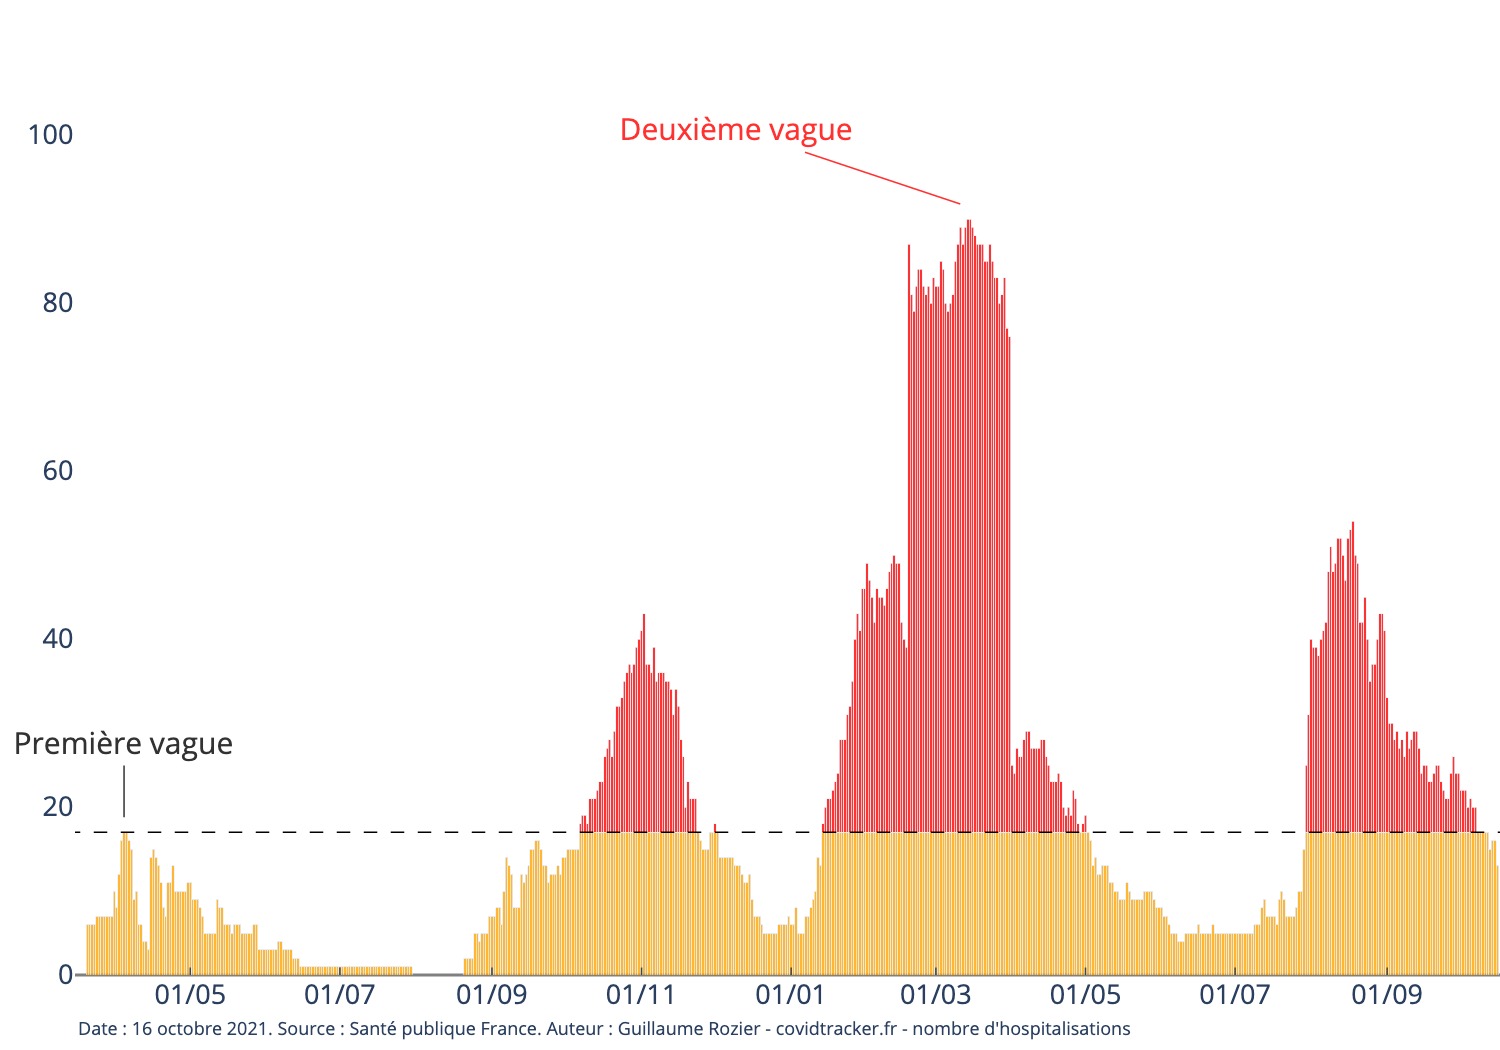 Deuxième vague
100
80
60
40
Première vague
20
0
01/05 01/07 01/09 01/11 01/01 01/03 01/05 01/07 01/09
Date : 16 octobre 2021. Source : Santé publique France. Auteur : Guillaume Rozier - covidtracker.fr - nombre d'hospitalisations